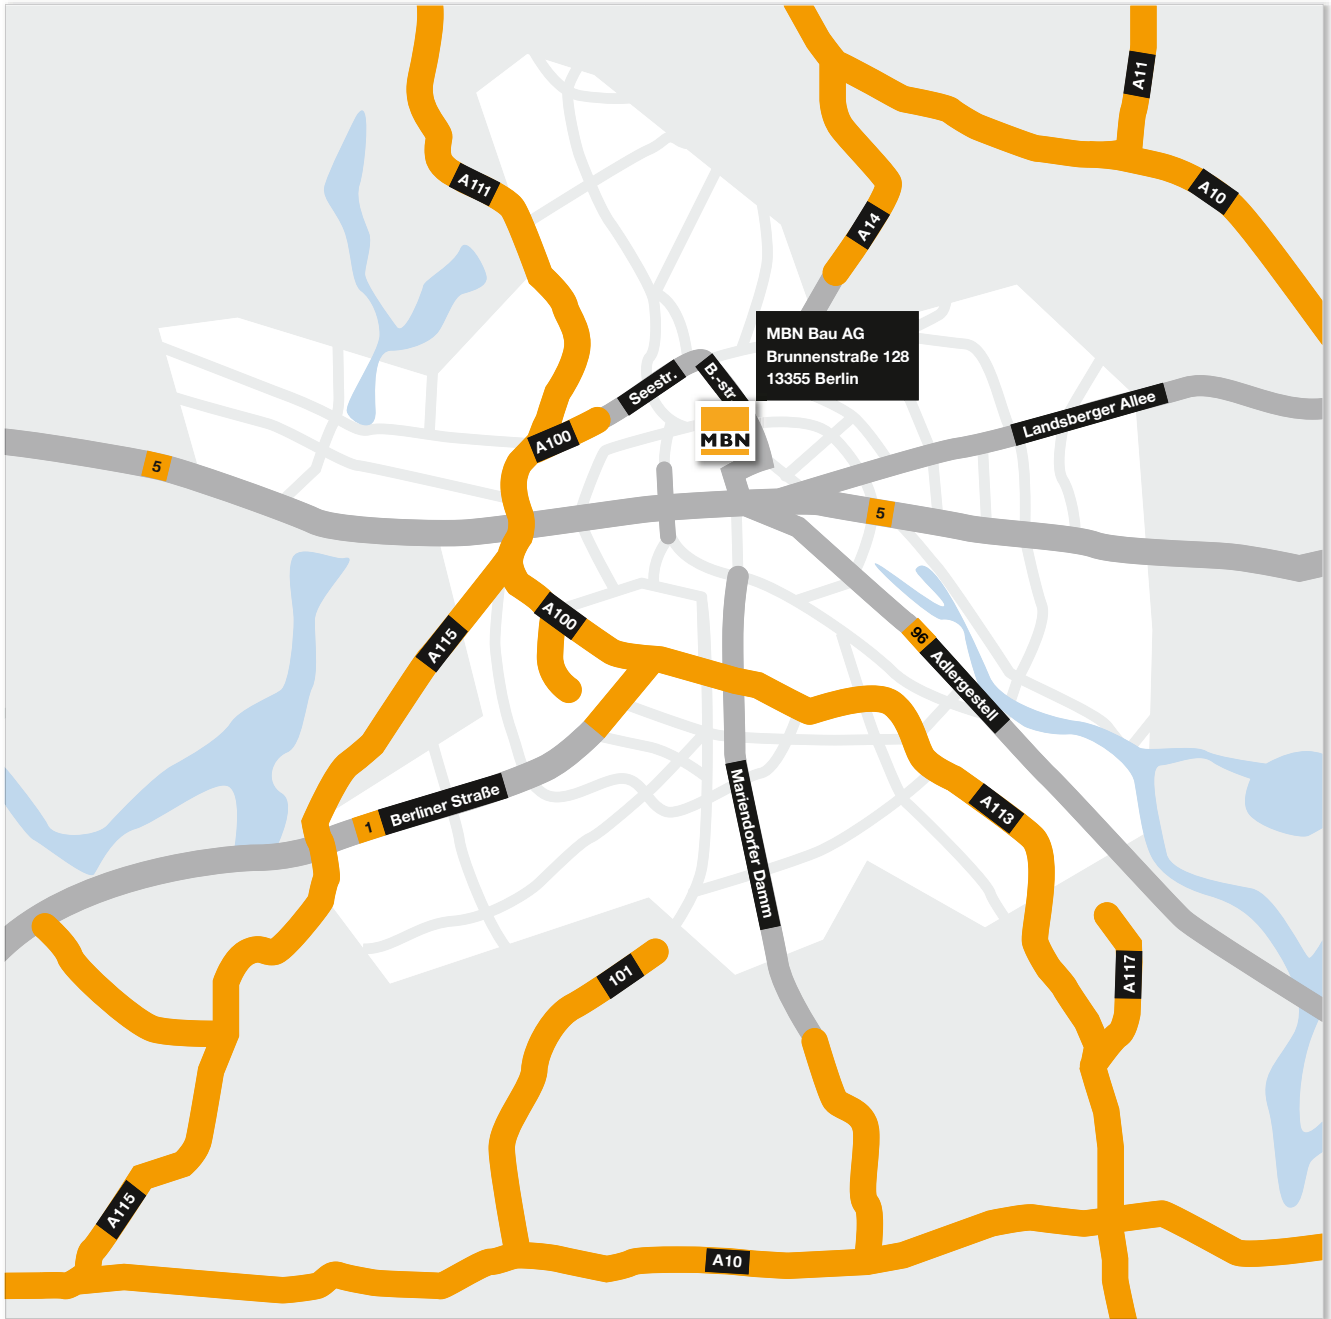 A11
A111
A10
A14
MBN Bau AG
Brunnenstraße 128
13355 Berlin
Seestr.
B.-str
MBN
Landsberger Allee
A100
5
5
A100
A115
96
Adlergestell
1
Berliner Straße
Mariendorfer Damm
A113
101
A117
A115
A10